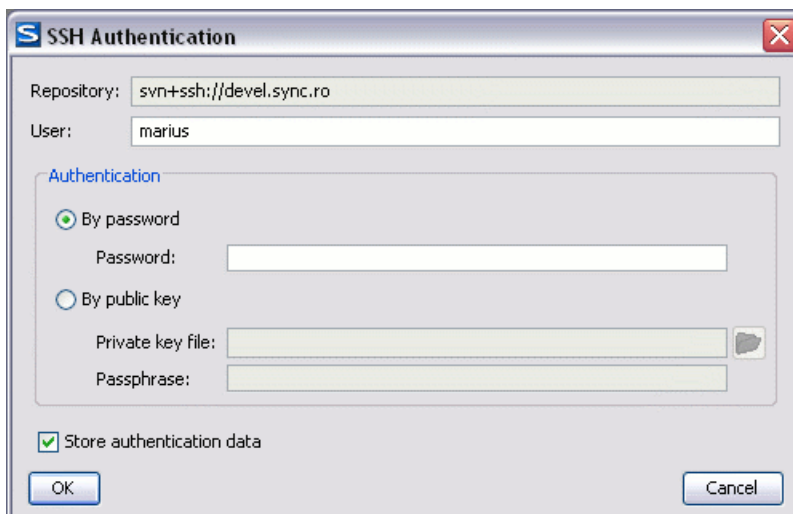 S SSH Authentication
Repository: svn+ssh://devel.sync.ro
User: marius
Authentication
By password
Password:
By public key
Private key file:
Passphrase:
Store authentication data
OK Cancel